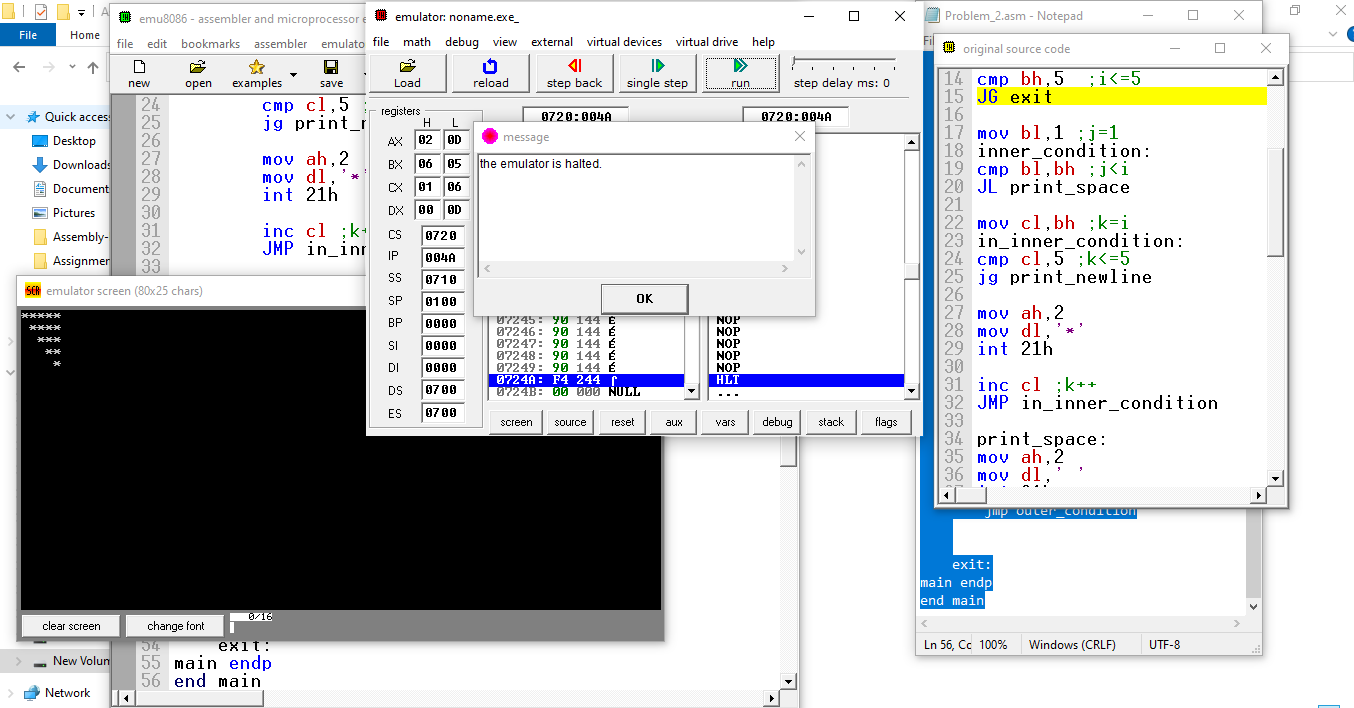 File
Home
Quick access
Desktop
Downloads
Document
Pictures
Assembly-
Assignmen
New Volum
Network
emu8086 - assembler and microprocessor e
file edit bookmarks assembler emulato
new open examples save
24 cmp cl,5 ;
25 jg print_n
26
27 mov ah,2
28 mov dl,'*'
29 int 21h
30
31 inc cl ;k+
32 JMP in_inn
33
54 exit:
55 main endp
56 end main
emulator screen (80x25 chars)
*****
****
***
**
*
clear screen change font 0/16
emulator: noname.exe_
file math debug view external virtual devices virtual drive help
Load reload step back single step run step delay ms: 0
registers
H L
AX 02 0D
BX 06 05
CX 01 06
DX 00 0D
CS 0720
IP 004A
SS 0710
SP 0100
BP 0000
SI 0000
DI 0000
DS 0700
ES 0700
0720:004A 0720:004A
message
the emulator is halted.
OK
07245: 90 144 É NOP
07246: 90 144 É NOP
07247: 90 144 É NOP
07248: 90 144 É NOP
07249: 90 144 É NOP
0724A: F4 244 ⌠ HLT
0724B: 00 000 NULL ...
screen source reset aux vars debug stack flags
Problem_2.asm - Notepad
Fi
original source code
14 cmp bh,5 ;i<=5
15 JG exit
16
17 mov bl,1 ;j=1
18 inner_condition:
19 cmp bl,bh ;j<i
20 JL print_space
21
22 mov cl,bh ;k=i
23 in_inner_condition:
24 cmp cl,5 ;k<=5
25 jg print_newline
26
27 mov ah,2
28 mov dl,'*'
29 int 21h
30
31 inc cl ;k++
32 JMP in_inner_condition
33
34 print_space:
35 mov ah,2
36 mov dl,' '
jmp outer_condition
exit:
main endp
end main
Ln 56, Co 100% Windows (CRLF) UTF-8